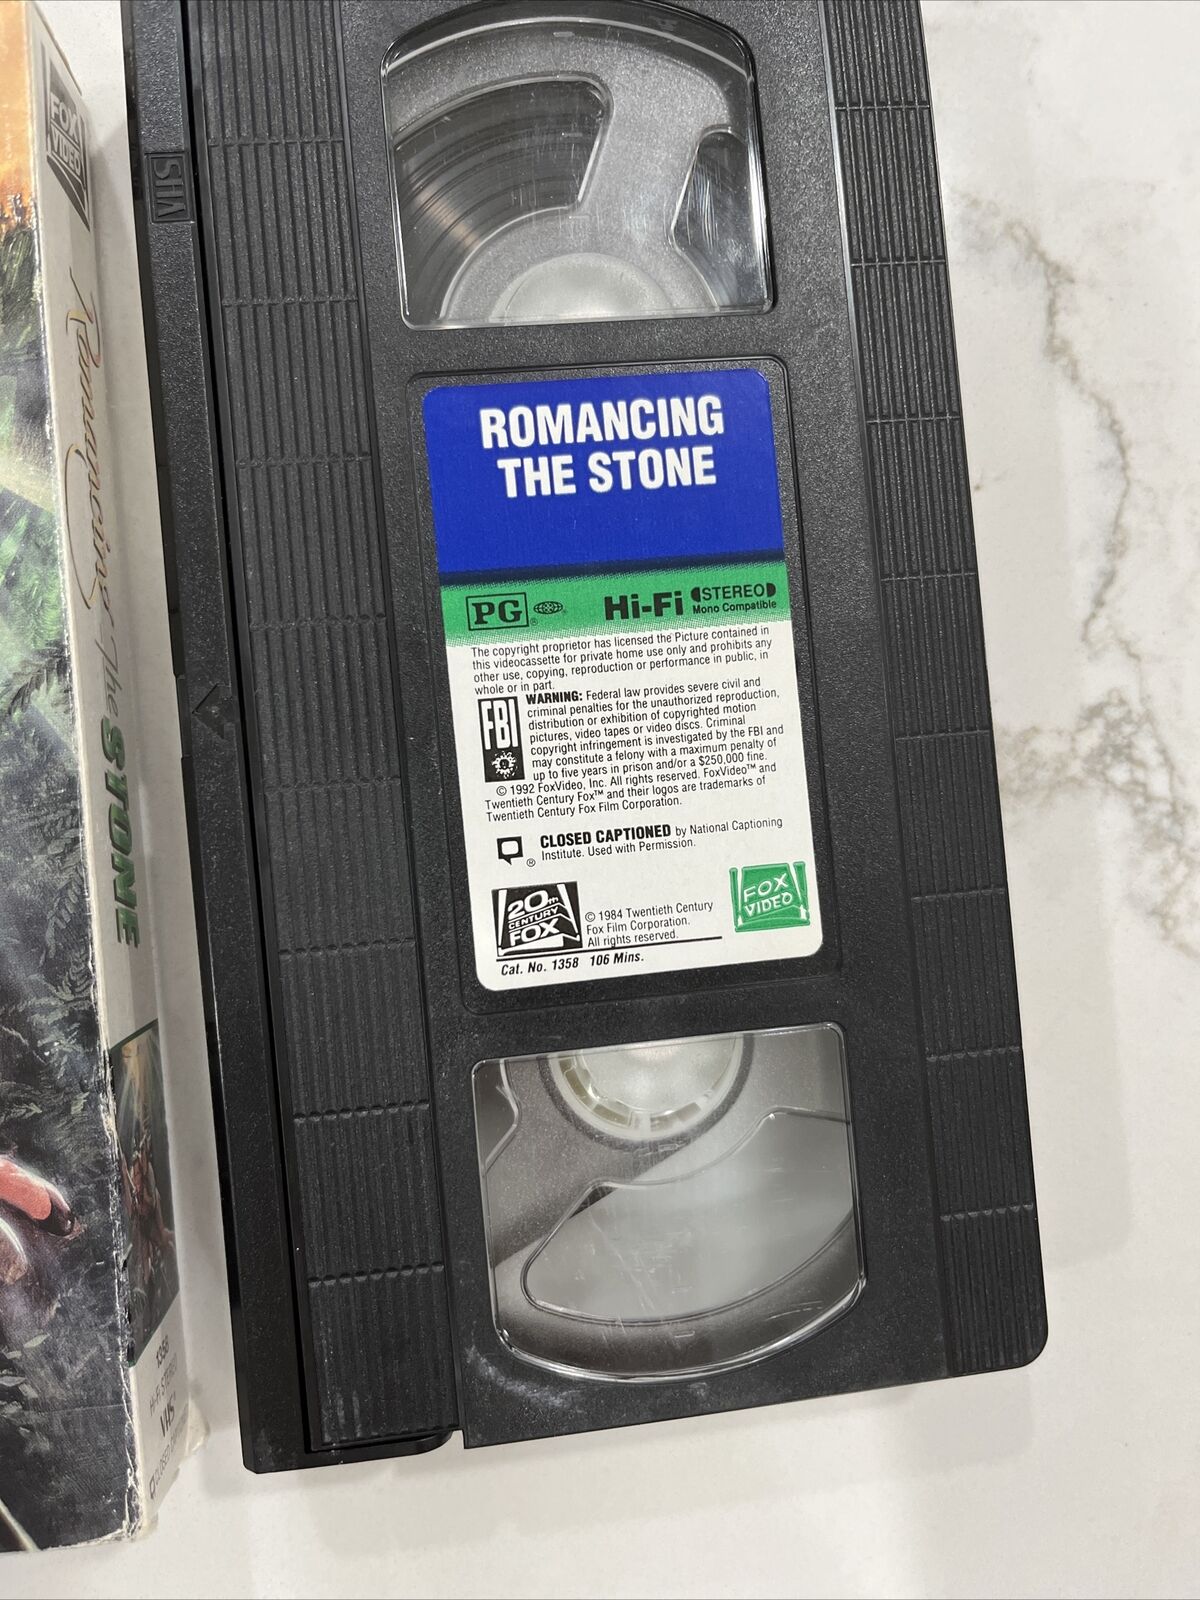 FOX
VIDEO
Romancing The STONE
1358
Hi-Fi STEREO
VHS
CLOSED CAPTIONED
VHS
ROMANCING
THE STONE
PG ®
Hi-Fi STEREO
Mono Compatible
The copyright proprietor has licensed the Picture contained in
this videocassette for private home use only and prohibits any
other use, copying, reproduction or performance in public, in
whole or in part.
FBI
WARNING: Federal law provides severe civil and
criminal penalties for the unauthorized reproduction,
distribution or exhibition of copyrighted motion
pictures, video tapes or video discs. Criminal
copyright infringement is investigated by the FBI and
may constitute a felony with a maximum penalty of
up to five years in prison and/or a $250,000 fine.
© 1992 FoxVideo, Inc. All rights reserved. FoxVideo™ and
Twentieth Century Fox™ and their logos are trademarks of
Twentieth Century Fox Film Corporation.
® CLOSED CAPTIONED by National Captioning
Institute. Used with Permission.
20TH
CENTURY
FOX
© 1984 Twentieth Century
Fox Film Corporation.
All rights reserved.
FOX
VIDEO
Cat. No. 1358 106 Mins.